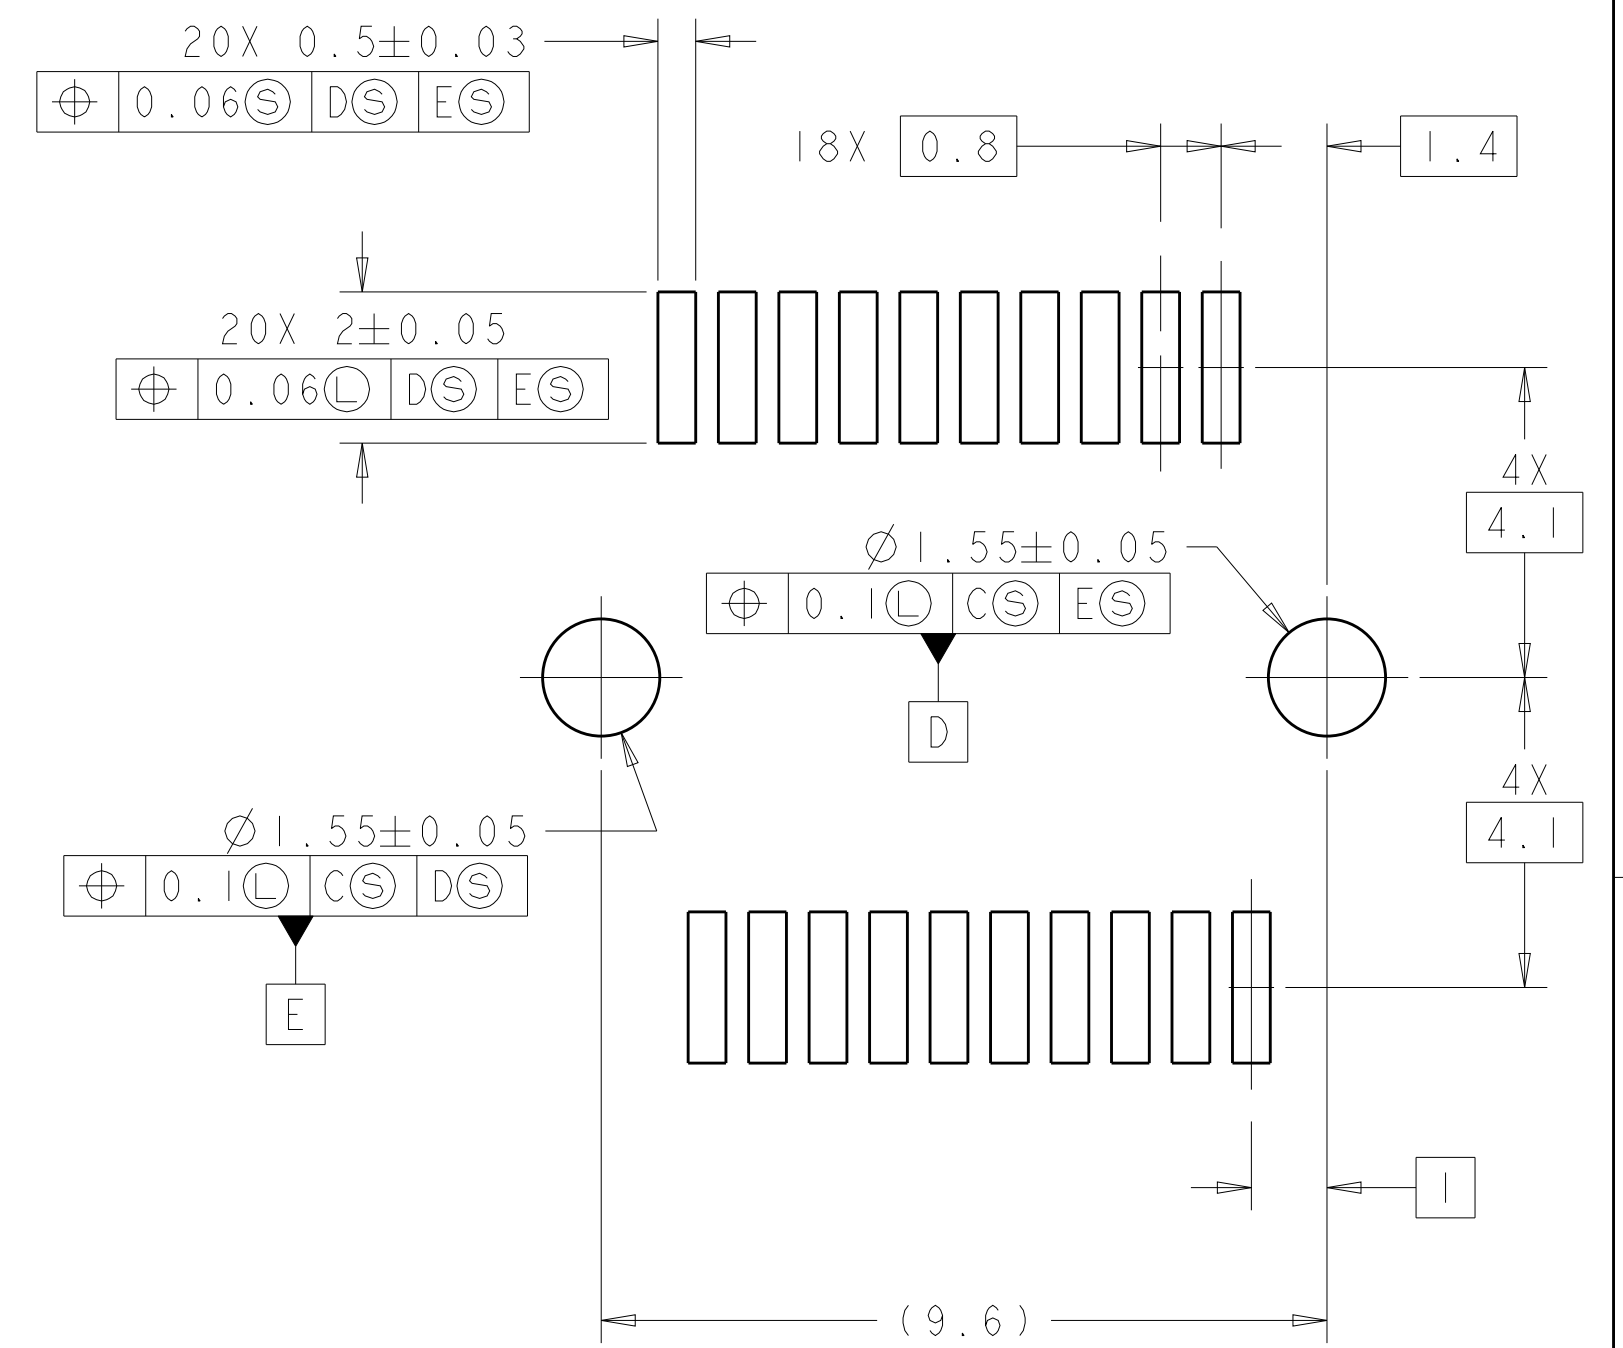 20X 0.5±0.03
⌖ 0.06Ⓢ DⓈ EⓈ
18X 0.8
1.4
20X 2±0.05
⌖ 0.06Ⓛ DⓈ EⓈ
4X
4.1
Ø1.55±0.05
⌖ 0.1Ⓛ CⓈ EⓈ
D
4X
4.1
Ø1.55±0.05
⌖ 0.1Ⓛ CⓈ DⓈ
E
1
(9.6)